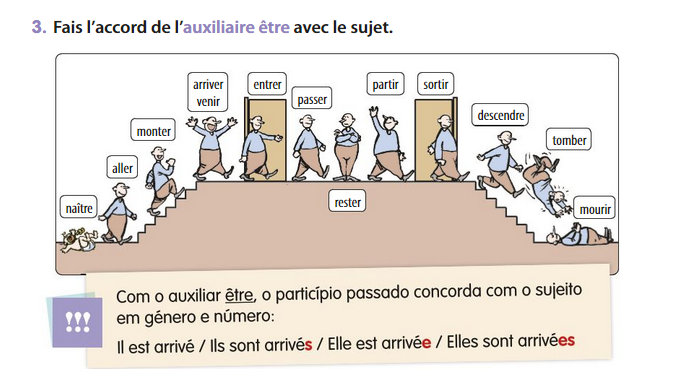 3. Fais l'accord de l'auxiliaire être avec le sujet.
naître
aller
monter
arriver
venir
entrer
passer
rester
partir
sortir
descendre
tomber
mourir
!!!
Com o auxiliar être, o particípio passado concorda com o sujeito
em género e número:
Il est arrivé / Ils sont arrivés / Elle est arrivée / Elles sont arrivées